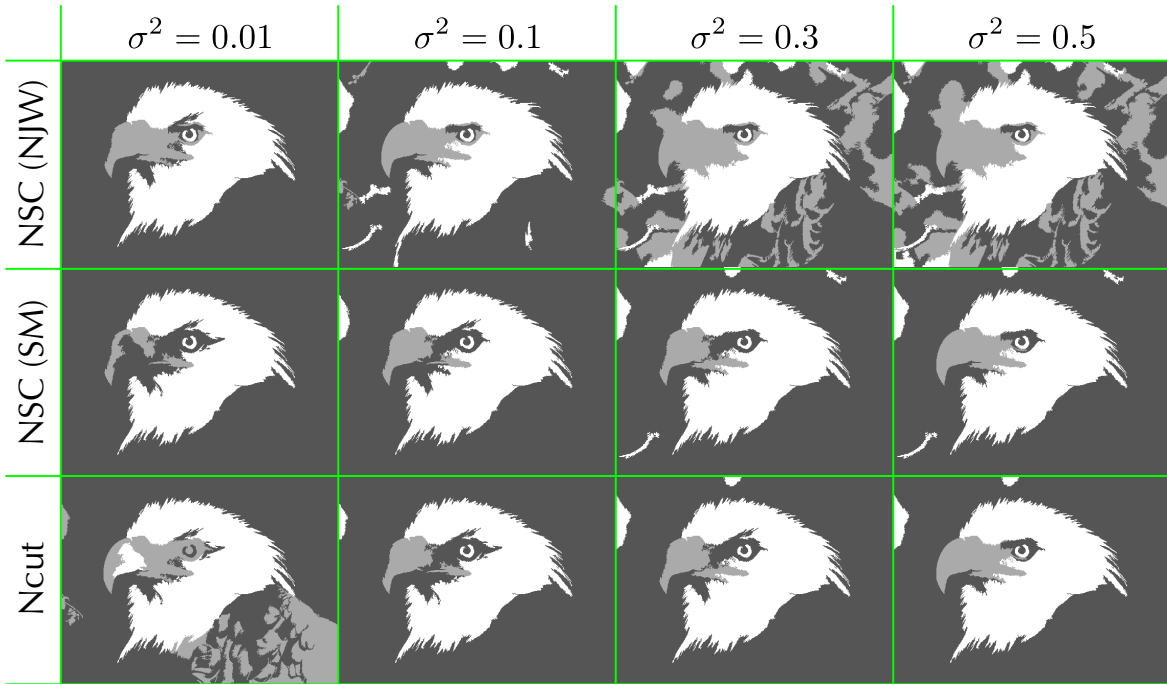 σ² = 0.01 σ² = 0.1 σ² = 0.3 σ² = 0.5
NSC (NJW)
NSC (SM)
Ncut